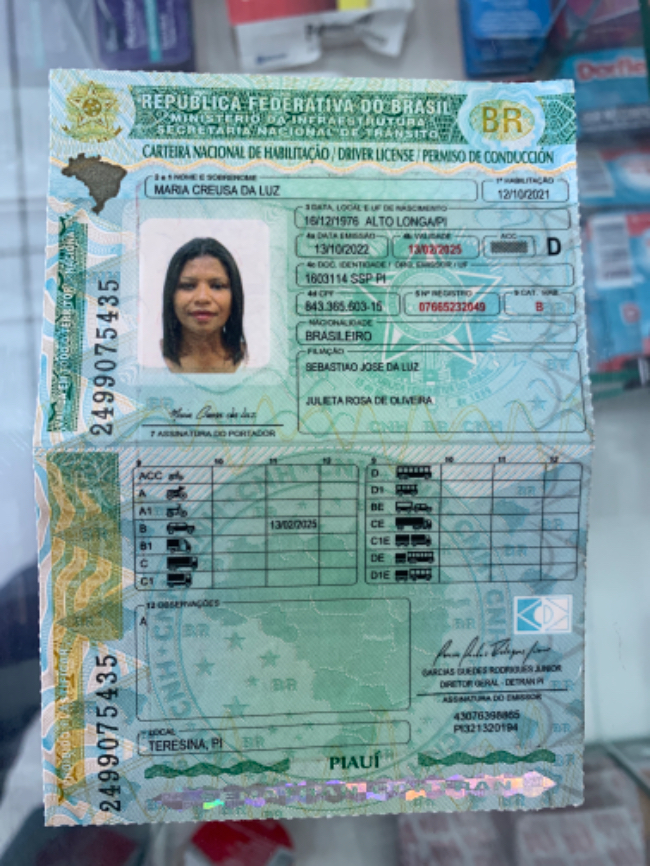 REPÚBLICA FEDERATIVA DO BRASIL
MINISTÉRIO DA INFRAESTRUTURA
SECRETARIA NACIONAL DE TRÂNSITO
BR
CARTEIRA NACIONAL DE HABILITAÇÃO / DRIVER LICENSE / PERMISO DE CONDUCCIÓN
2 e 1 NOME E SOBRENOME
MARIA CREUSA DA LUZ
1ª HABILITAÇÃO
12/10/2021
3 DATA, LOCAL E UF DE NASCIMENTO
16/12/1976 ALTO LONGA/PI
4a DATA EMISSÃO
13/10/2022
4b VALIDADE
13/02/2025
ACC
D
4c DOC. IDENTIDADE / ORG. EMISSOR / UF
1603114 SSP PI
4d CPF
843.365.603-15
5 Nº REGISTRO
07665232049
9 CAT. HAB.
B
NACIONALIDADE
BRASILEIRO
FILIAÇÃO
SEBASTIAO JOSE DA LUZ
JULIETA ROSA DE OLIVEIRA
7 ASSINATURA DO PORTADOR
2499075435
9 10 11 12
ACC
A
A1
B 13/02/2025
B1
C
C1
9 10 11 12
D
D1
BE
CE
C1E
DE
D1E
12 OBSERVAÇÕES
A
GARCIAS GUEDES RODRIGUES JUNIOR
DIRETOR GERAL - DETRAN PI
ASSINATURA DO EMISSOR
43076398865
PI321320194
LOCAL
TERESINA, PI
2499075435
PIAUÍ
Dorflex